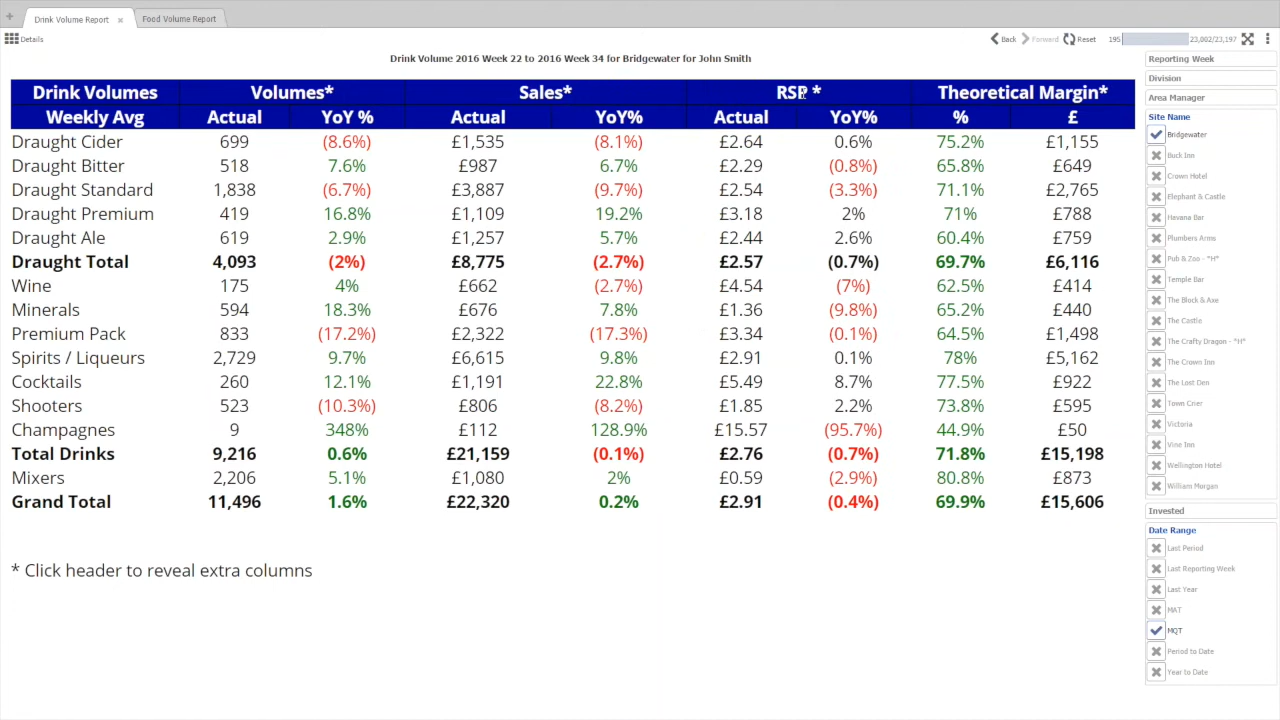 Drink Volume Report
Food Volume Report
Details
Back Forward Reset 195 23,002/23,197
Drink Volume 2016 Week 22 to 2016 Week 34 for Bridgewater for John Smith
Drink Volumes Volumes* Sales* RSP * Theoretical Margin*
Weekly Avg Actual YoY % Actual YoY% Actual YoY% % £
Draught Cider 699 (8.6%) £1,535 (8.1%) £2.64 0.6% 75.2% £1,155
Draught Bitter 518 7.6% £987 6.7% £2.29 (0.8%) 65.8% £649
Draught Standard 1,838 (6.7%) £3,887 (9.7%) £2.54 (3.3%) 71.1% £2,765
Draught Premium 419 16.8% £1,109 19.2% £3.18 2% 71% £788
Draught Ale 619 2.9% £1,257 5.7% £2.44 2.6% 60.4% £759
Draught Total 4,093 (2%) £8,775 (2.7%) £2.57 (0.7%) 69.7% £6,116
Wine 175 4% £662 (2.7%) £4.54 (7%) 62.5% £414
Minerals 594 18.3% £676 7.8% £1.36 (9.8%) 65.2% £440
Premium Pack 833 (17.2%) £2,322 (17.3%) £3.34 (0.1%) 64.5% £1,498
Spirits / Liqueurs 2,729 9.7% £6,615 9.8% £2.91 0.1% 78% £5,162
Cocktails 260 12.1% £1,191 22.8% £5.49 8.7% 77.5% £922
Shooters 523 (10.3%) £806 (8.2%) £1.85 2.2% 73.8% £595
Champagnes 9 348% £112 128.9% £15.57 (95.7%) 44.9% £50
Total Drinks 9,216 0.6% £21,159 (0.1%) £2.76 (0.7%) 71.8% £15,198
Mixers 2,206 5.1% £1,080 2% £0.59 (2.9%) 80.8% £873
Grand Total 11,496 1.6% £22,320 0.2% £2.91 (0.4%) 69.9% £15,606
* Click header to reveal extra columns
Reporting Week
Division
Area Manager
Site Name
Bridgewater
Buck Inn
Crown Hotel
Elephant & Castle
Havana Bar
Plumbers Arms
Pub & Zoo - "H"
Temple Bar
The Block & Axe
The Castle
The Crafty Dragon - "H"
The Crown Inn
The Lost Den
Town Crier
Victoria
Vine Inn
Wellington Hotel
William Morgan
Invested
Date Range
Last Period
Last Reporting Week
Last Year
MAT
MQT
Period to Date
Year to Date